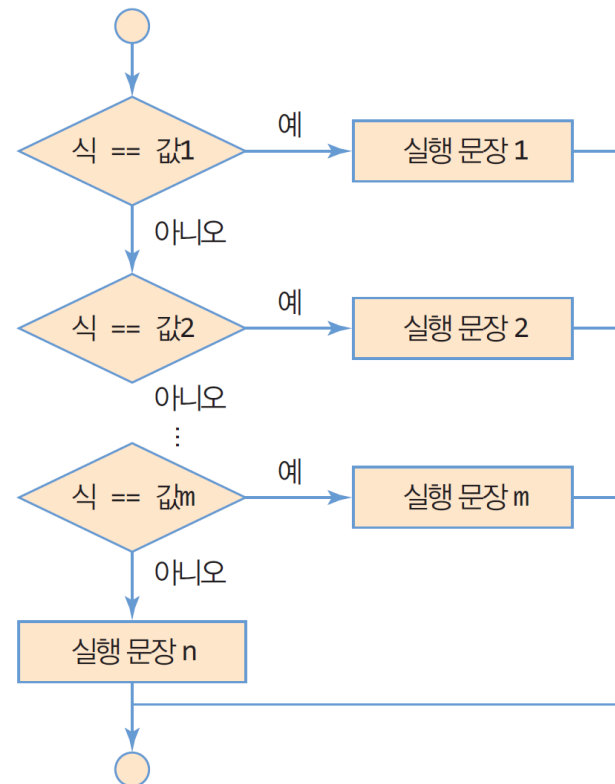 예
식 == 값1
실행 문장 1
아니오
예
식 == 값2
실행 문장 2
아니오
⋮
예
식 == 값m
실행 문장 m
아니오
실행 문장 n